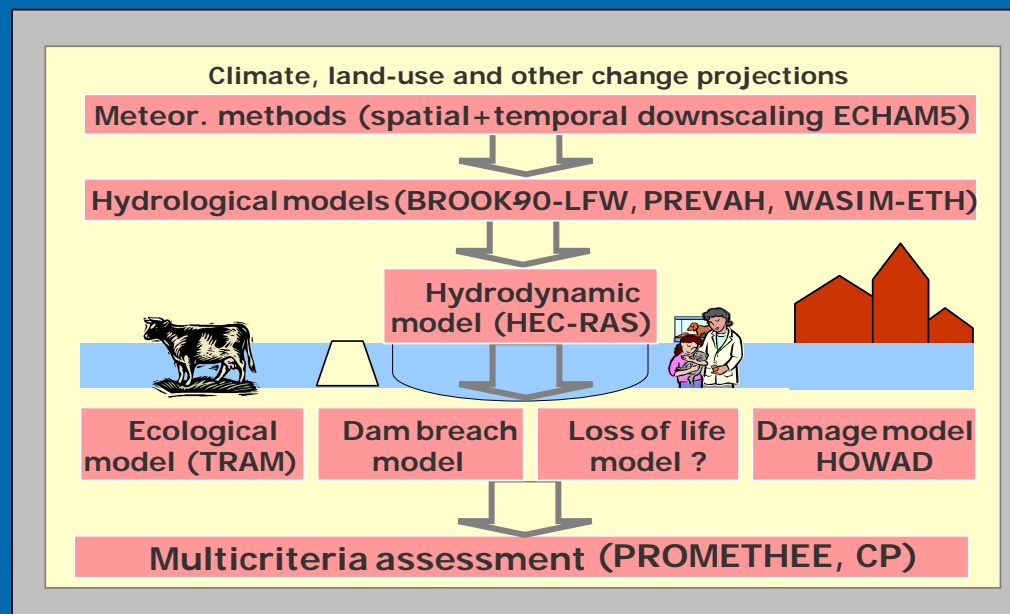 Climate, land-use and other change projections
Meteor. methods (spatial+temporal downscaling ECHAM5)
Hydrological models (BROOK90-LFW, PREVAH, WASIM-ETH)
Hydrodynamic
model (HEC-RAS)
Ecological
model (TRAM)
Dam breach
model
Loss of life
model ?
Damage model
HOWAD
Multicriteria assessment (PROMETHEE, CP)